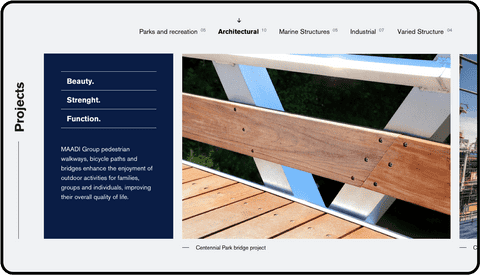 Parks and recreation 08
Architectural 10
Marine Structures 05
Industrial 07
Varied Structure 04
Projects
Beauty.
Strenght.
Function.
MAADI Group pedestrian
walkways, bicycle paths and
bridges enhance the enjoyment of
outdoor activities for families,
groups and individuals, improving
their overall quality of life.
Centennial Park bridge project